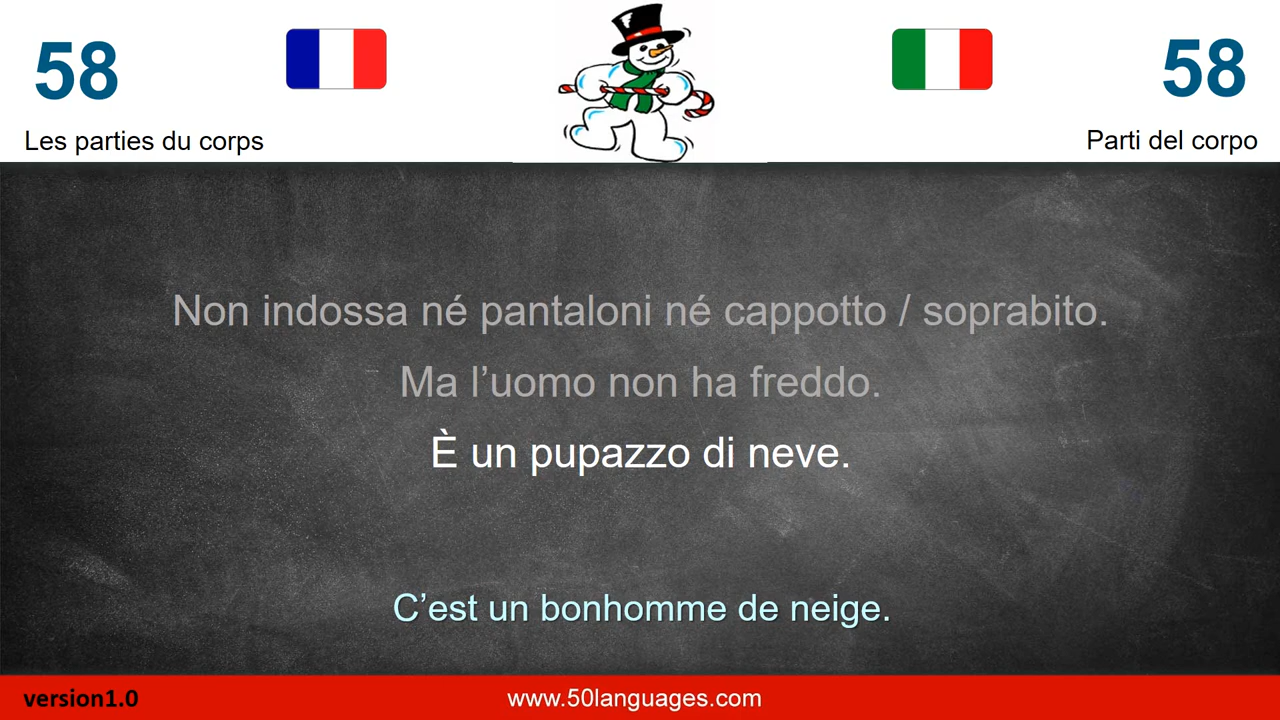 58
58
Les parties du corps
Parti del corpo
Non indossa né pantaloni né cappotto / soprabito.
Ma l’uomo non ha freddo.
È un pupazzo di neve.
C’est un bonhomme de neige.
version1.0
www.50languages.com